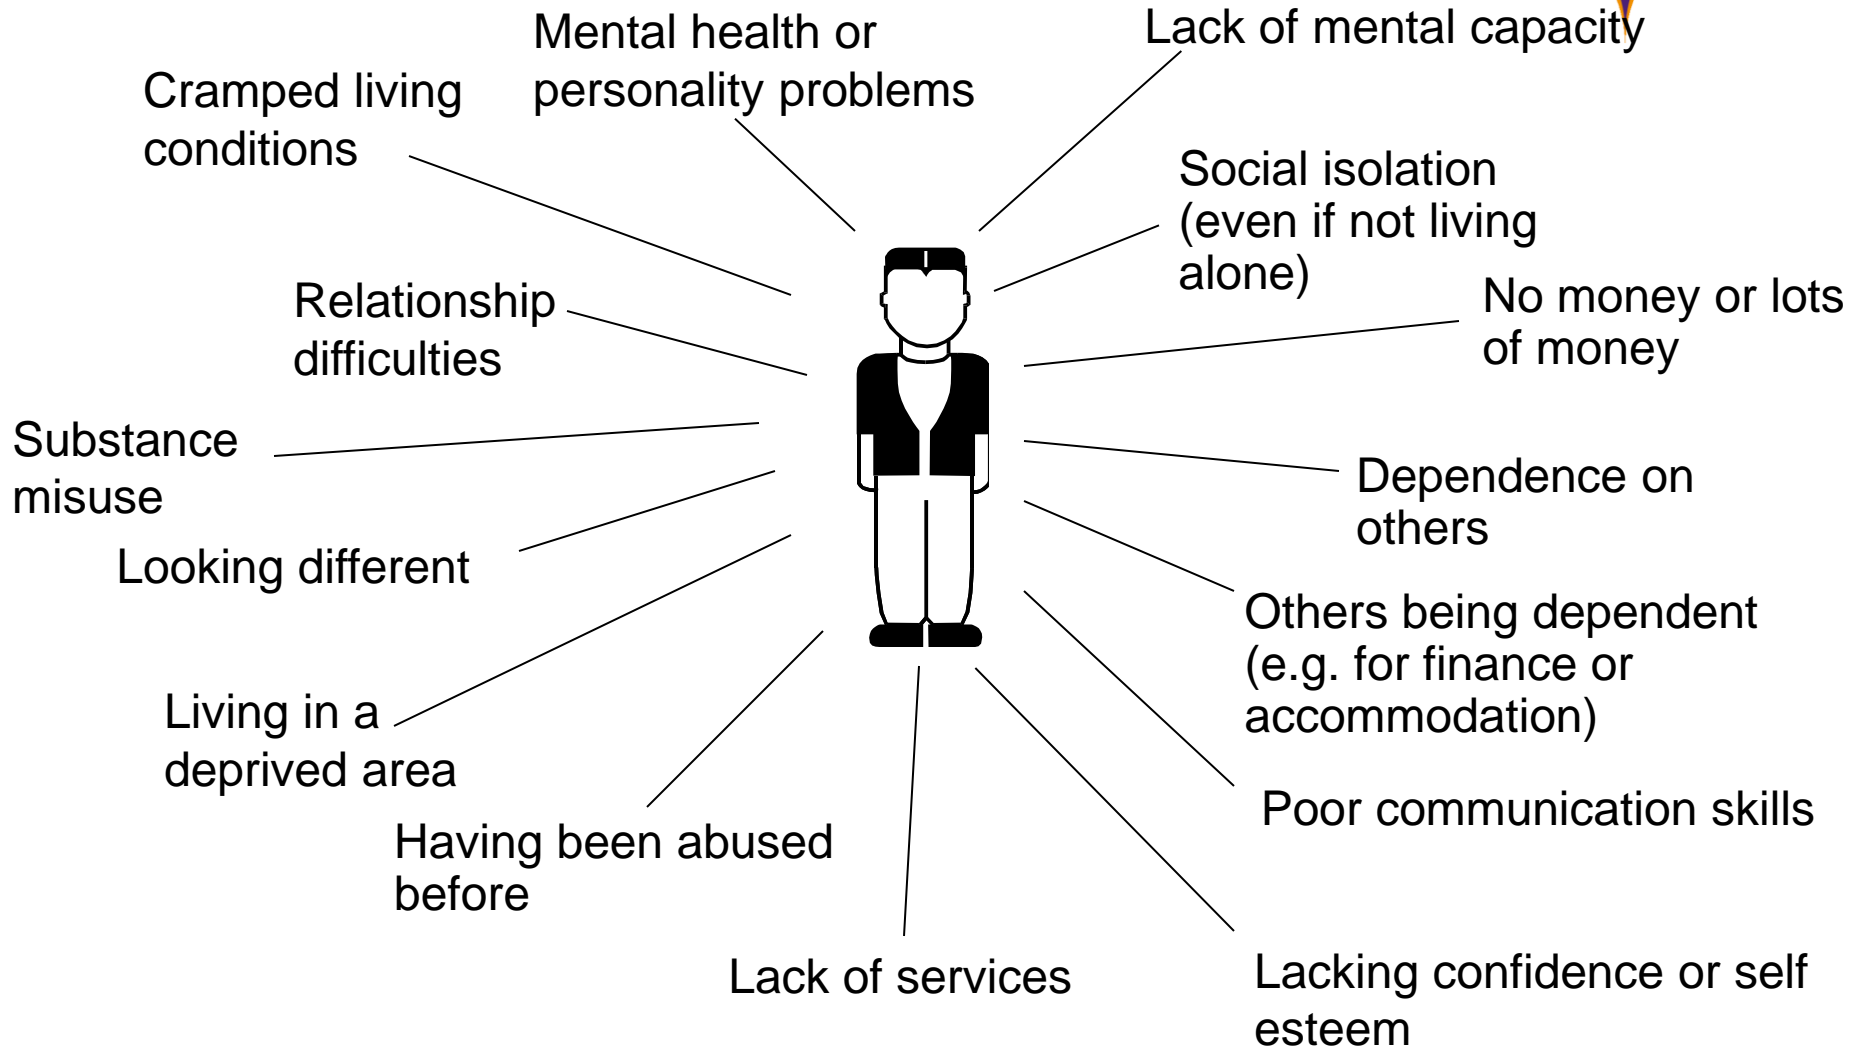 Mental health or
personality problems
Lack of mental capacity
Cramped living
conditions
Social isolation
(even if not living
alone)
Relationship
difficulties
No money or lots
of money
Substance
misuse
Dependence on
others
Looking different
Others being dependent
(e.g. for finance or
accommodation)
Living in a
deprived area
Poor communication skills
Having been abused
before
Lack of services
Lacking confidence or self
esteem